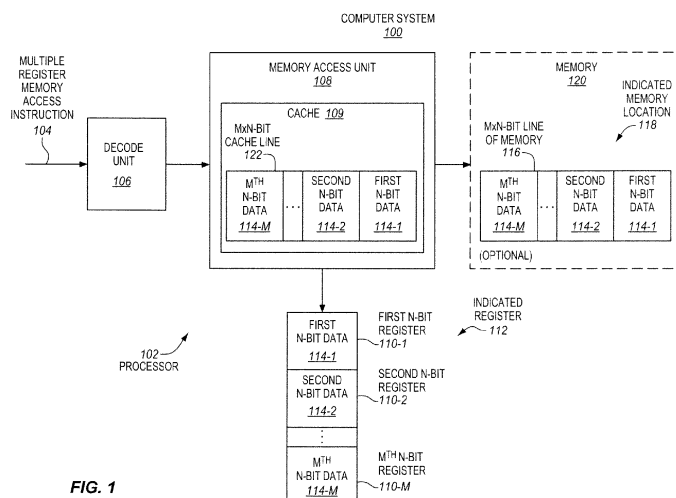 COMPUTER SYSTEM
100
MULTIPLE
REGISTER
MEMORY
ACCESS
INSTRUCTION
104
DECODE
UNIT
106
MEMORY ACCESS UNIT
108
CACHE 109
MxN-BIT
CACHE LINE
122
MTH
N-BIT
DATA
114-M
...
SECOND
N-BIT
DATA
114-2
FIRST
N-BIT
DATA
114-1
MEMORY
120
INDICATED
MEMORY
LOCATION
118
MxN-BIT LINE
OF MEMORY
116
MTH
N-BIT
DATA
114-M
...
SECOND
N-BIT
DATA
114-2
FIRST
N-BIT
DATA
114-1
(OPTIONAL)
FIRST
N-BIT DATA
114-1
FIRST N-BIT
REGISTER
110-1
INDICATED
REGISTER
112
SECOND
N-BIT DATA
114-2
SECOND N-BIT
REGISTER
110-2
⋮
MTH
N-BIT DATA
114-M
MTH N-BIT
REGISTER
110-M
102
PROCESSOR
FIG. 1